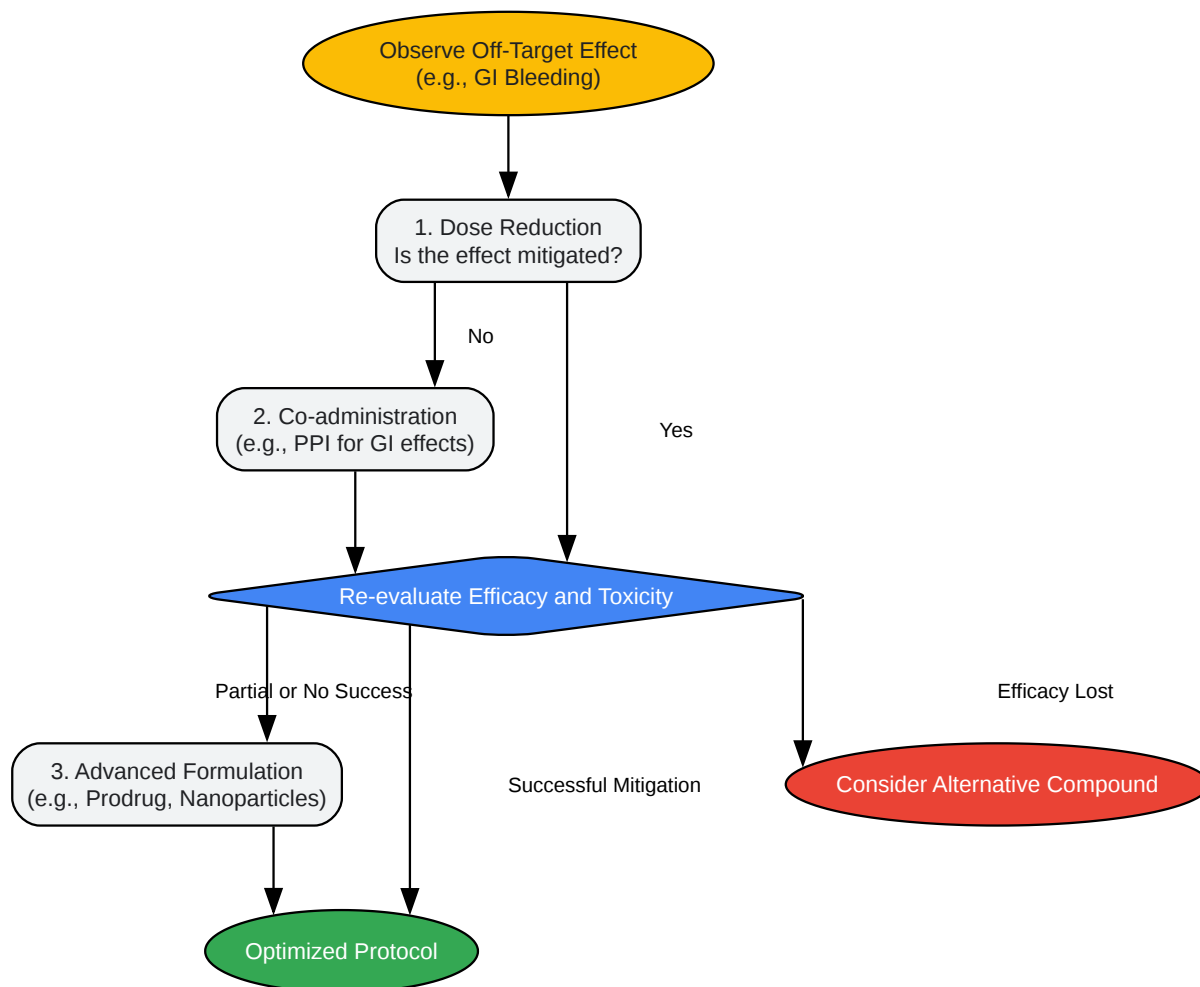 Observe Off-Target Effect
(e.g., GI Bleeding)
1. Dose Reduction
Is the effect mitigated?
No
2. Co-administration
(e.g., PPI for GI effects)
Yes
Re-evaluate Efficacy and Toxicity
Partial or No Success
Efficacy Lost
3. Advanced Formulation
(e.g., Prodrug, Nanoparticles)
Successful Mitigation
Consider Alternative Compound
Optimized Protocol